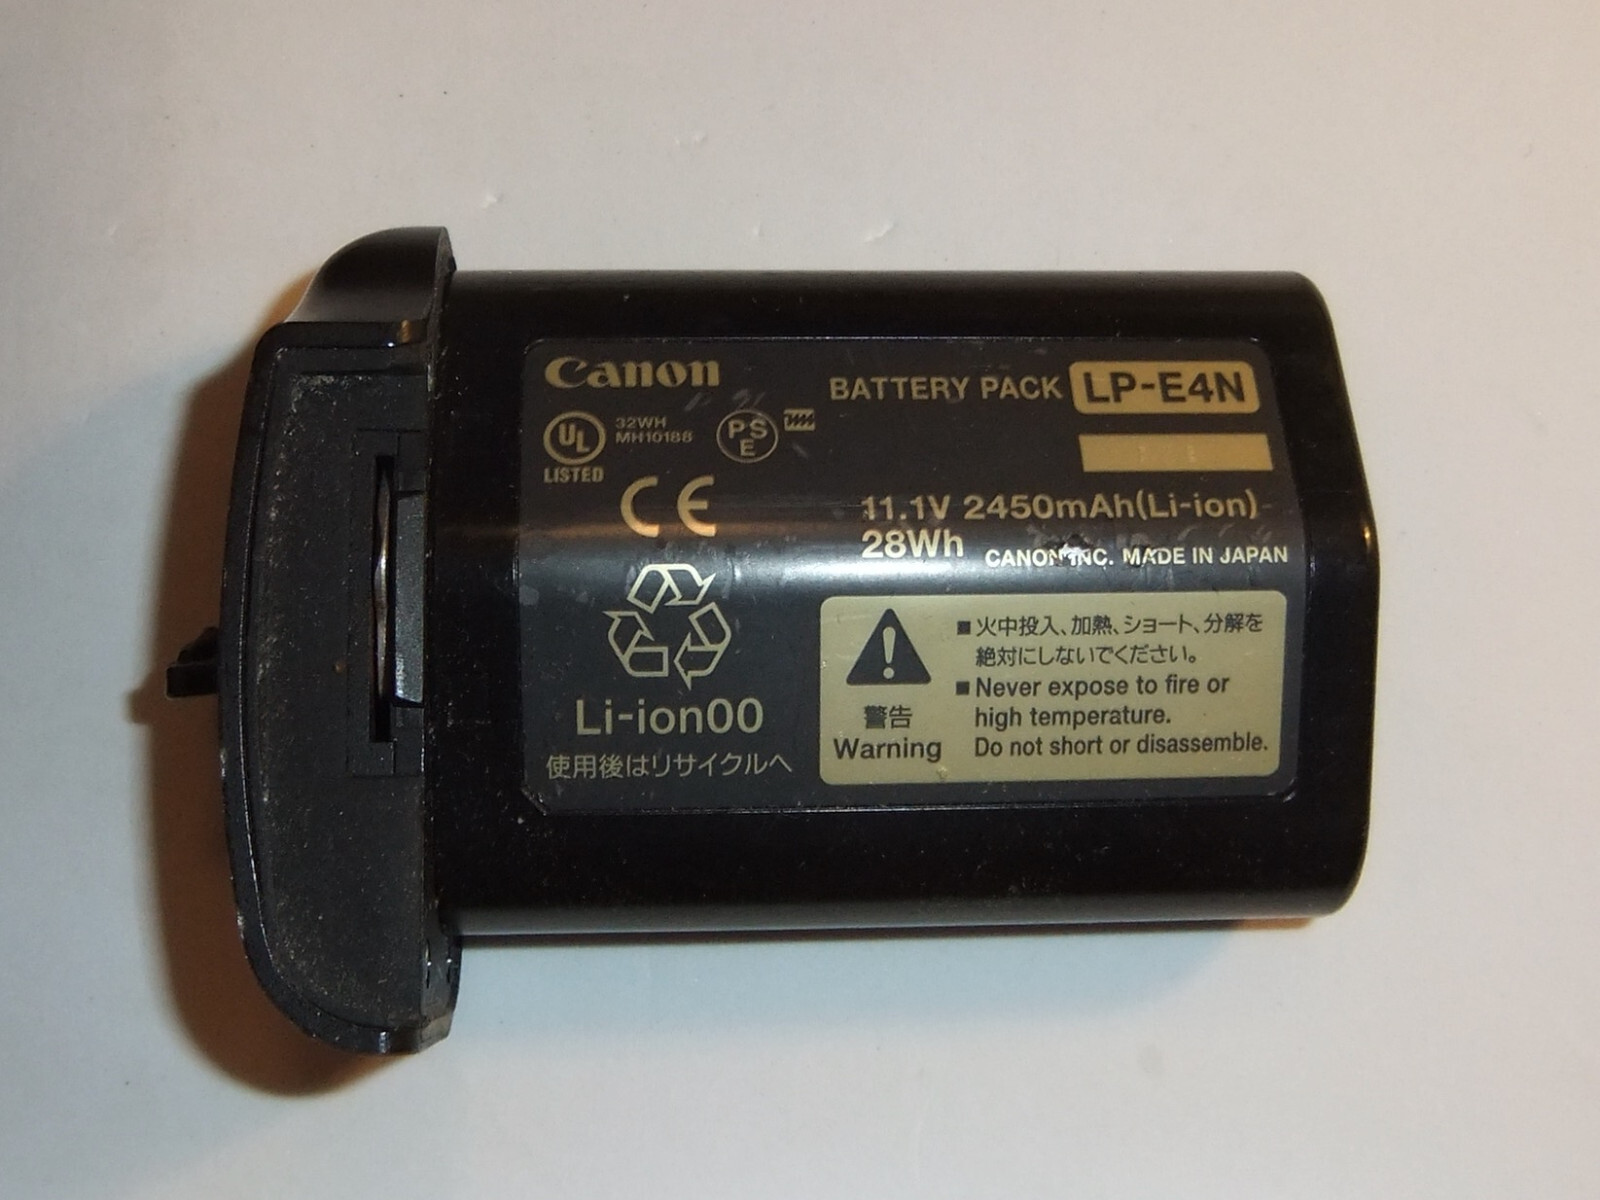 Canon
BATTERY PACK LP-E4N
UL
LISTED
32WH
MH10188
PS
E
CE
11.1V 2450mAh(Li-ion)
28Wh CANON INC. MADE IN JAPAN
Li-ion00
使用後はリサイクルへ
警告
Warning
■火中投入、加熱、ショート、分解を
絶対にしないでください。
■Never expose to fire or
high temperature.
Do not short or disassemble.